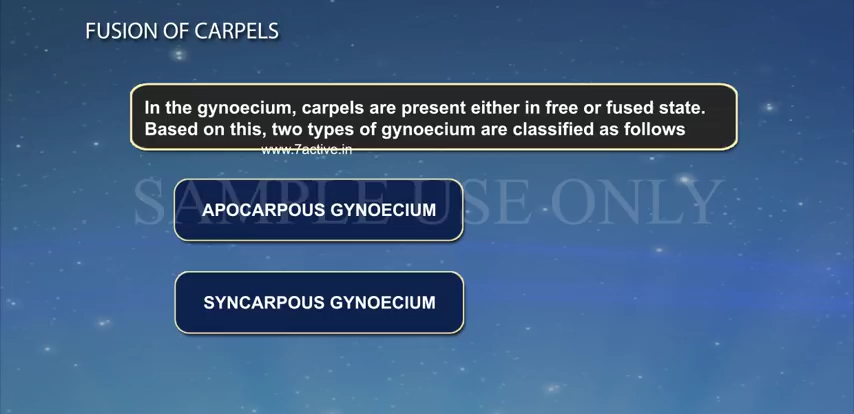 FUSION OF CARPELS
In the gynoecium, carpels are present either in free or fused state.
Based on this, two types of gynoecium are classified as follows
www.7active.in
SAMPLE USE ONLY
APOCARPOUS GYNOECIUM
SYNCARPOUS GYNOECIUM